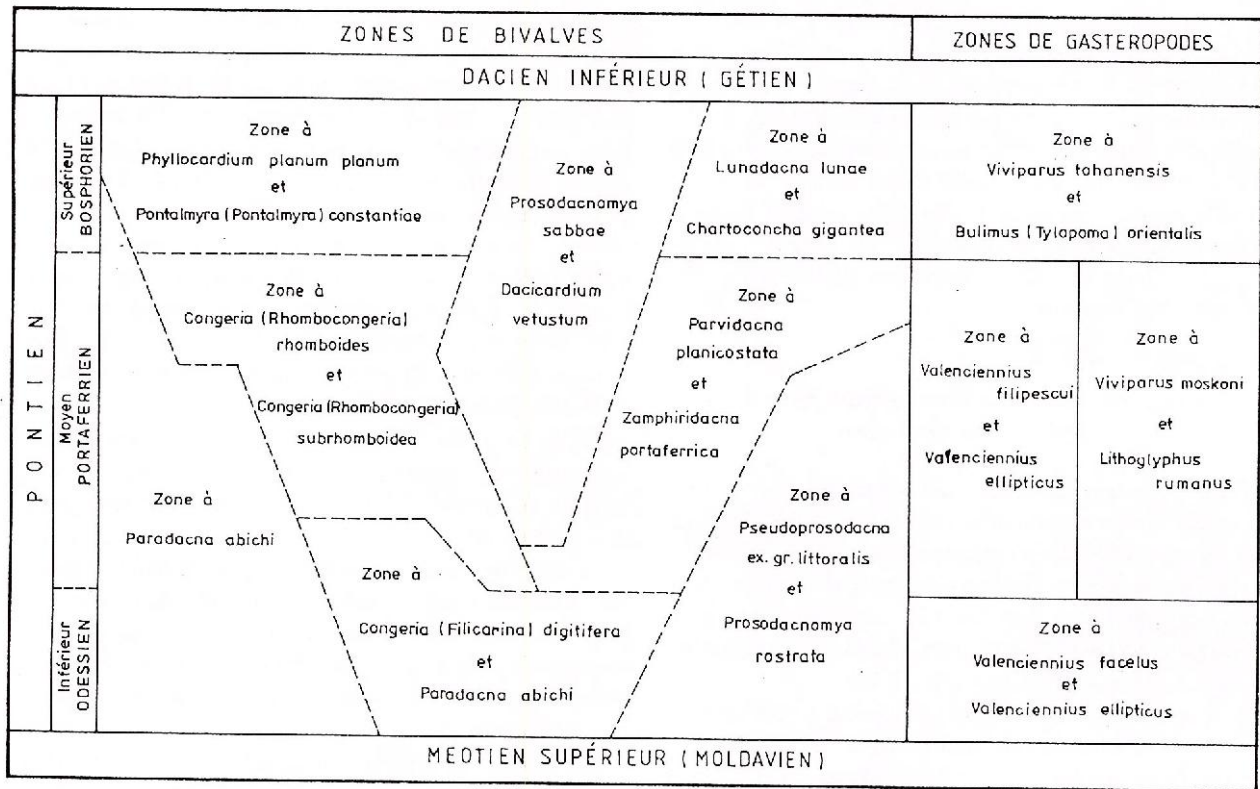 ZONES DE BIVALVES
ZONES DE GASTEROPODES
DACIEN INFÉRIEUR ( GÉTIEN )
PONTIEN
Supérieur
BOSPHORIEN
Zone à
Phyllocardium planum planum
et
Pontalmyra (Pontalmyra) constantiae
Zone à
Prosodacnomya
sabbae
et
Dacicardium
vetustum
Zone à
Lunadacna lunae
et
Chartoconcha gigantea
Zone à
Viviparus tohanensis
et
Bulimus (Tylopoma) orientalis
Moyen
PORTAFERRIEN
Zone à
Congeria (Rhombocongeria)
rhomboides
et
Congeria (Rhombocongeria)
subrhomboidea
Zone à
Parvidacna
planicostata
et
Zamphiridacna
portaferrica
Zone à
Valenciennius
filipescui
et
Valenciennius
ellipticus
Zone à
Viviparus moskoni
et
Lithoglyphus
rumanus
Zone à
Paradacna abichi
Zone à
Pseudoprosodacna
ex. gr. littoralis
et
Prosodacnomya
rostrata
Inférieur
ODESSIEN
Zone à
Congeria (Filicarina) digitifera
et
Paradacna abichi
Zone à
Valenciennius facelus
et
Valenciennius ellipticus
MEOTIEN SUPÉRIEUR ( MOLDAVIEN )